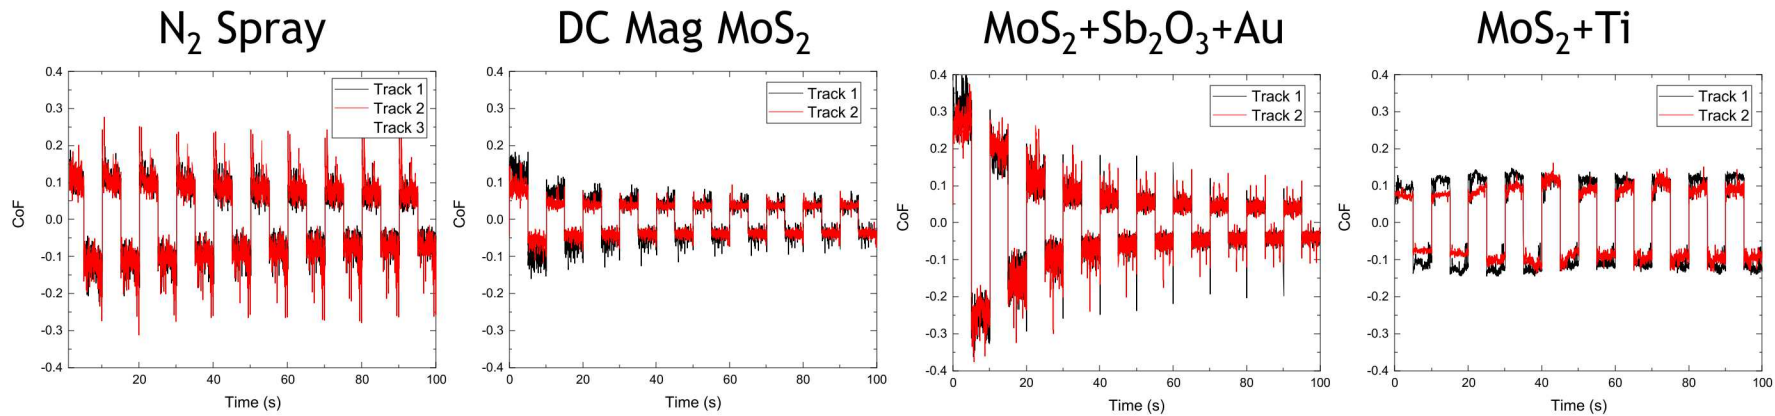 N₂ Spray
0.4
0.3
0.2
0.1
0.0
-0.1
-0.2
-0.3
-0.4
CoF
20
40
60
80
100
Time (s)
Track 1
Track 2
Track 3
DC Mag MoS₂
0.4
0.3
0.2
0.1
0.0
-0.1
-0.2
-0.3
-0.4
CoF
0
20
40
60
80
100
Time (s)
Track 1
Track 2
MoS₂+Sb₂O₃+Au
0.4
0.3
0.2
0.1
0.0
-0.1
-0.2
-0.3
-0.4
CoF
0
20
40
60
80
100
Time (s)
Track 1
Track 2
MoS₂+Ti
0.4
0.3
0.2
0.1
0.0
-0.1
-0.2
-0.3
-0.4
CoF
0
20
40
60
80
100
Time (s)
Track 1
Track 2